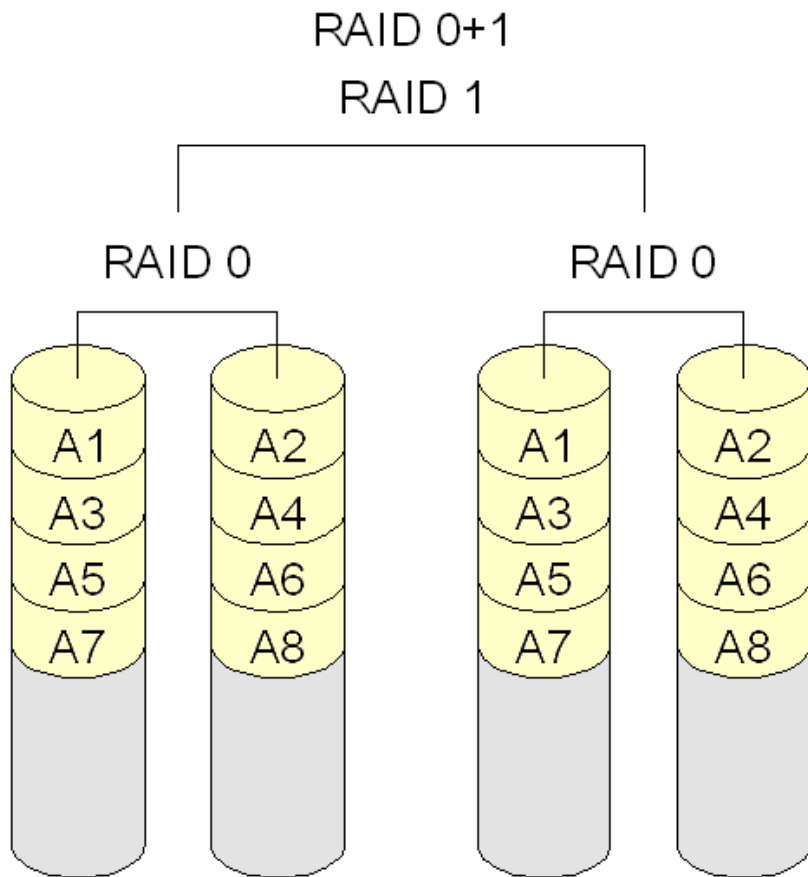 RAID 0+1
RAID 1
RAID 0 RAID 0
A1 A2 A1 A2
A3 A4 A3 A4
A5 A6 A5 A6
A7 A8 A7 A8